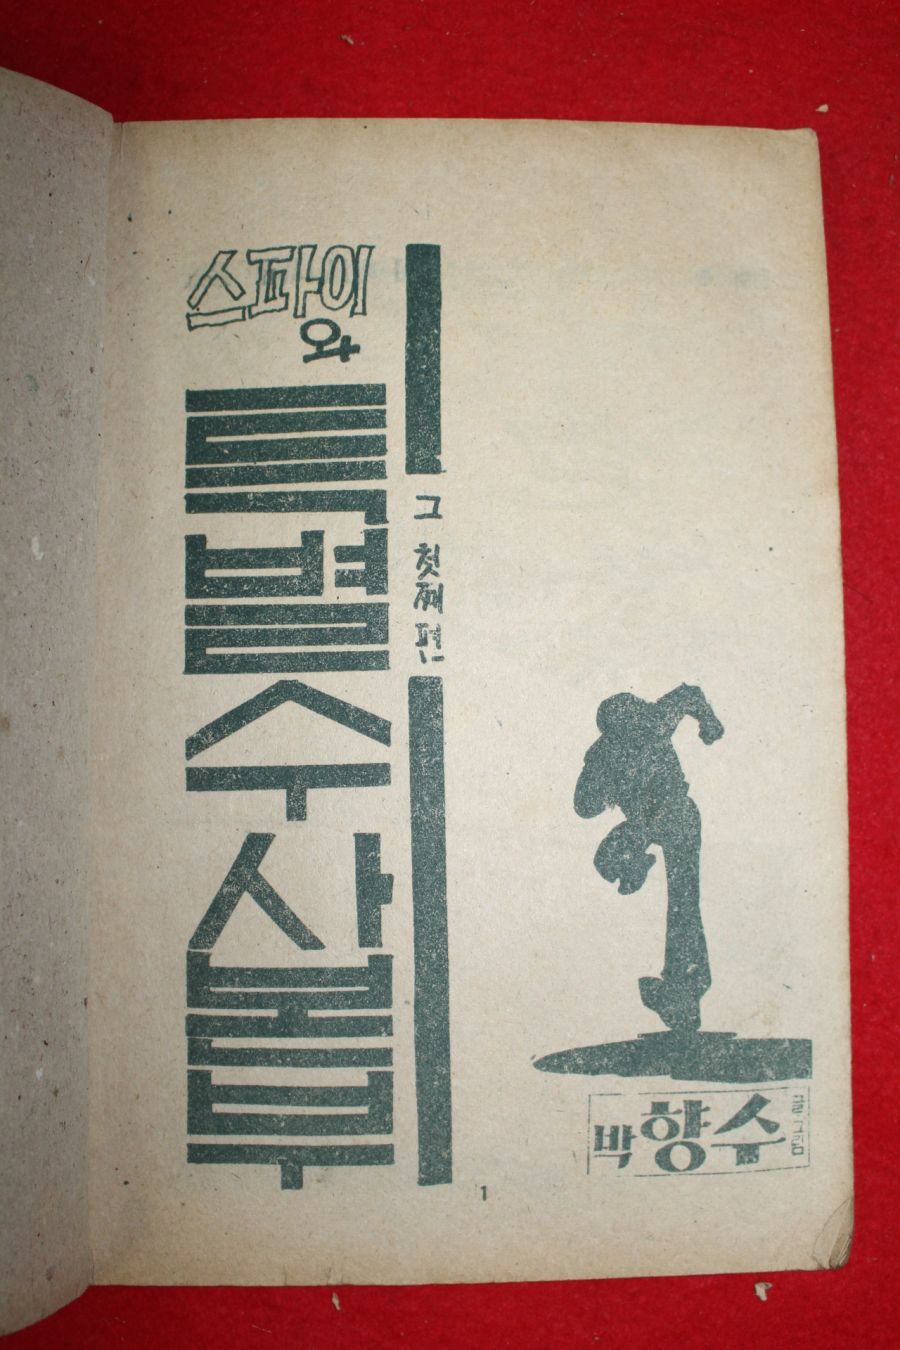 스파이
와
특별수사본부
그 첫째 편
박향수 글·그림
1